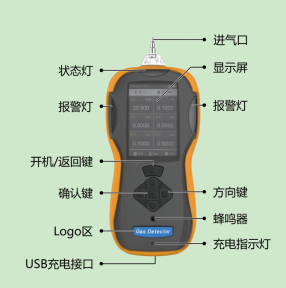 进气口
状态灯
显示屏
报警灯
报警灯
开机/返回键
确认键
方向键
蜂鸣器
Logo区
Gas Detector
充电指示灯
USB充电接口